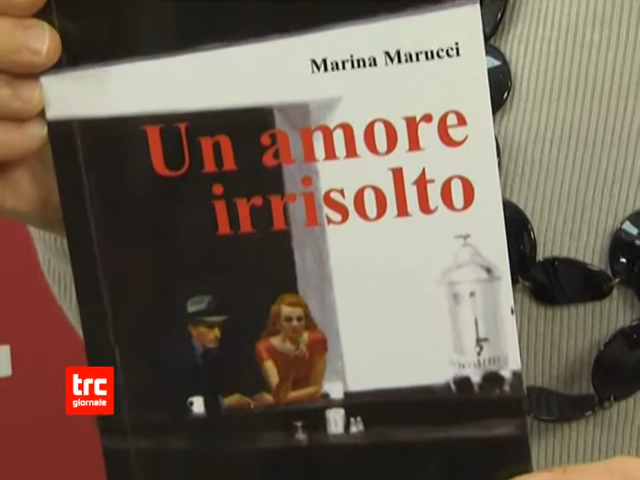 Marina Marucci
Un amore
irrisolto
trc
giornale